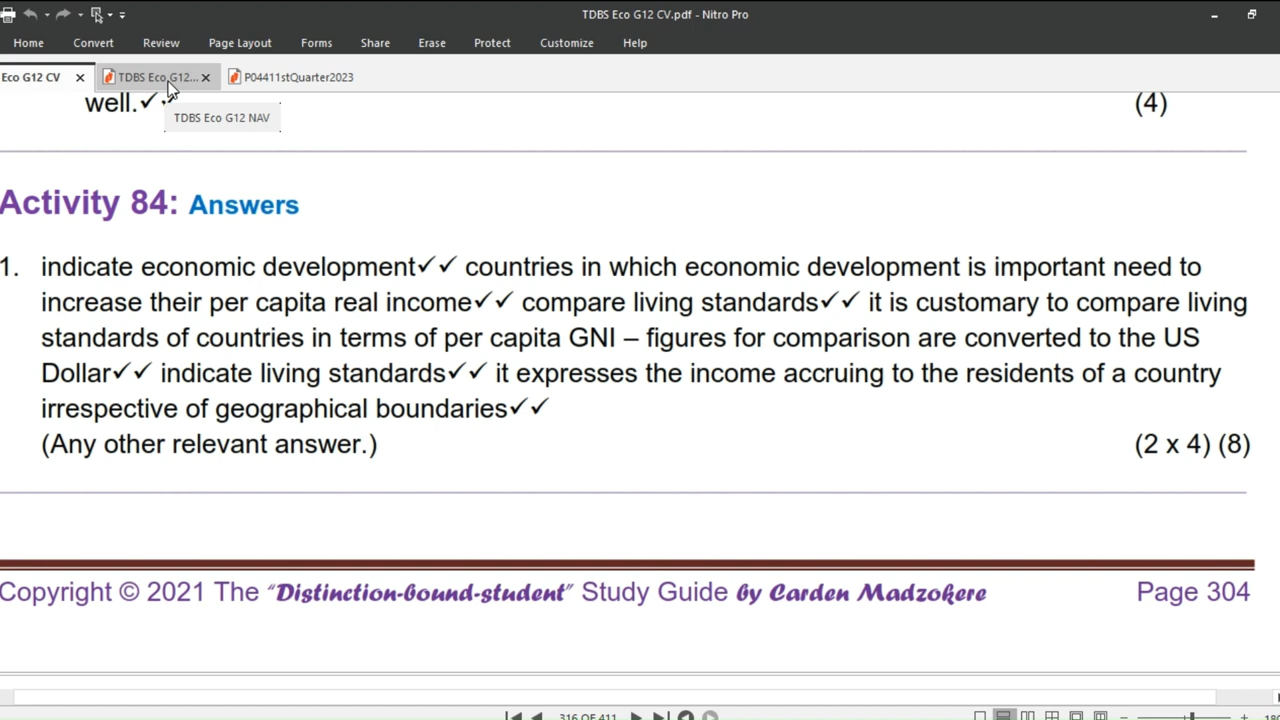 TDBS Eco G12 CV.pdf - Nitro Pro
Home Convert Review Page Layout Forms Share Erase Protect Customize Help
Eco G12 CV TDBS Eco G12... P04411stQuarter2023
well.✓✓ (4)
TDBS Eco G12 NAV
Activity 84: Answers
1. indicate economic development✓✓ countries in which economic development is important need to
increase their per capita real income✓✓ compare living standards✓✓ it is customary to compare living
standards of countries in terms of per capita GNI – figures for comparison are converted to the US
Dollar✓✓ indicate living standards✓✓ it expresses the income accruing to the residents of a country
irrespective of geographical boundaries✓✓
(Any other relevant answer.) (2 x 4) (8)
Copyright © 2021 The “Distinction-bound-student” Study Guide by Carden Madzokere Page 304
316 OF 411